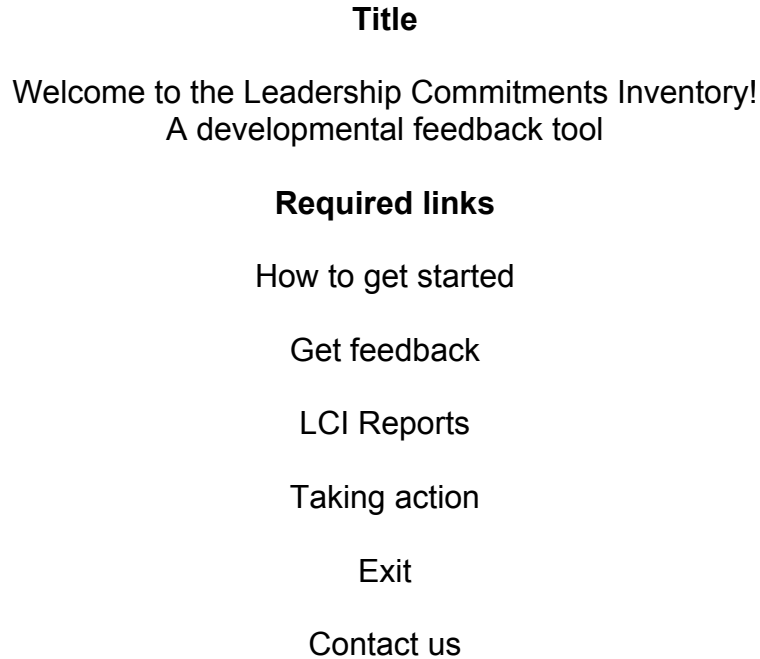 Title
Welcome to the Leadership Commitments Inventory!
A developmental feedback tool
Required links
How to get started
Get feedback
LCI Reports
Taking action
Exit
Contact us